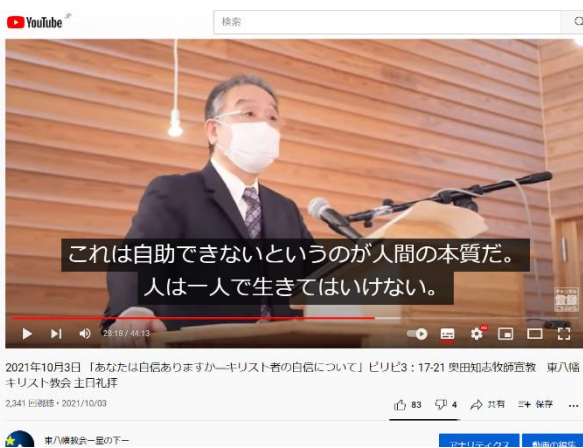 YouTube JP
検索
これは自助できないというのが人間の本質だ。
人は一人で生きてはいけない。
28:18 / 44:13
2021年10月3日 「あなたは自信ありますか―キリスト者の自信について」ピリピ3：17-21 奥田知志牧師宣教 東八幡
キリスト教会 主日礼拝
2,341 回視聴・2021/10/03
83 4 共有 保存 ...
東八幡教会ー星の下ー
アナリティクス 動画の編集